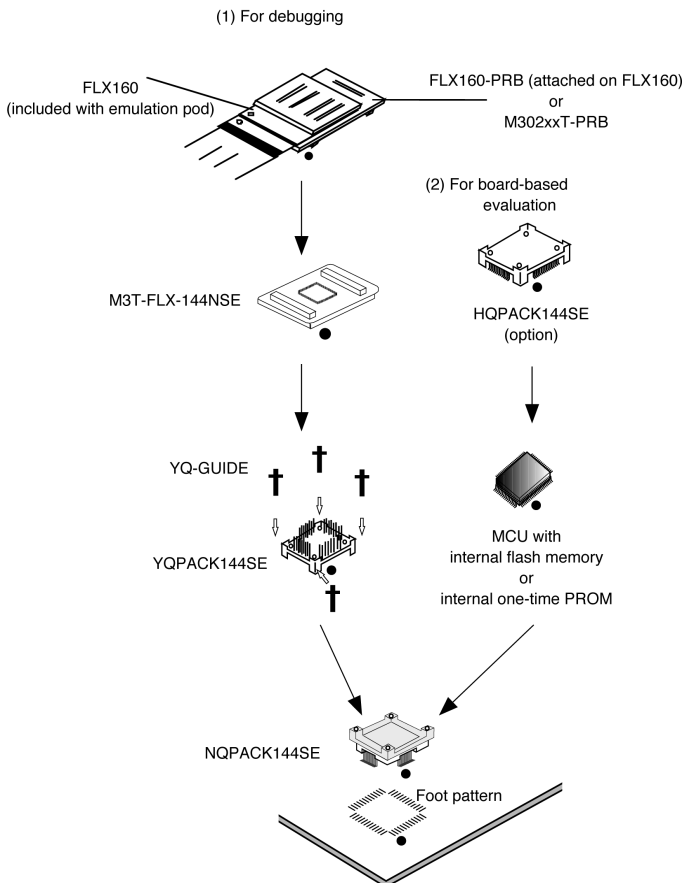 (1) For debugging
FLX160
(included with emulation pod)
FLX160-PRB (attached on FLX160)
or
M302xxT-PRB
(2) For board-based
evaluation
M3T-FLX-144NSE
HQPACK144SE
(option)
YQ-GUIDE
YQPACK144SE
MCU with
internal flash memory
or
internal one-time PROM
NQPACK144SE
Foot pattern